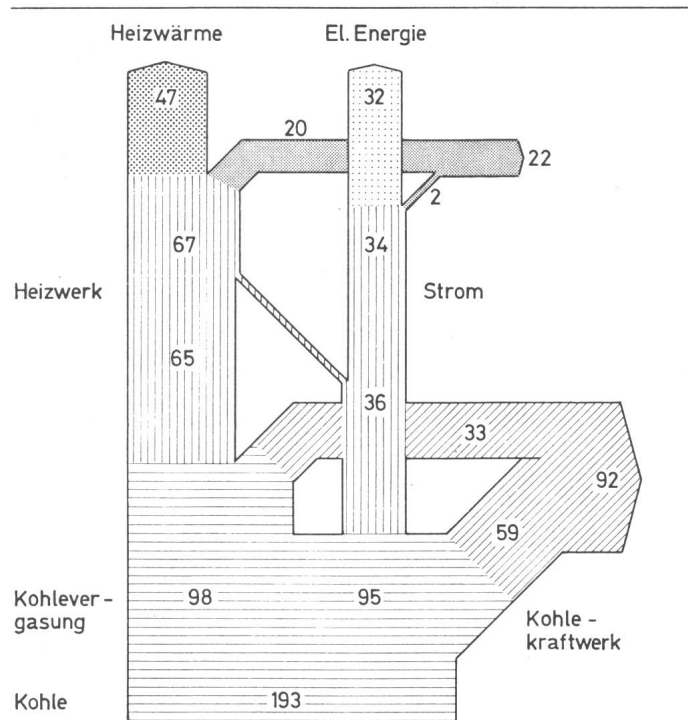 Heizwärme El. Energie
47 32
20
22
2
67 34
Heizwerk Strom
65
36
33
92
59
Kohlever-
gasung
98 95
Kohle-
kraftwerk
Kohle 193